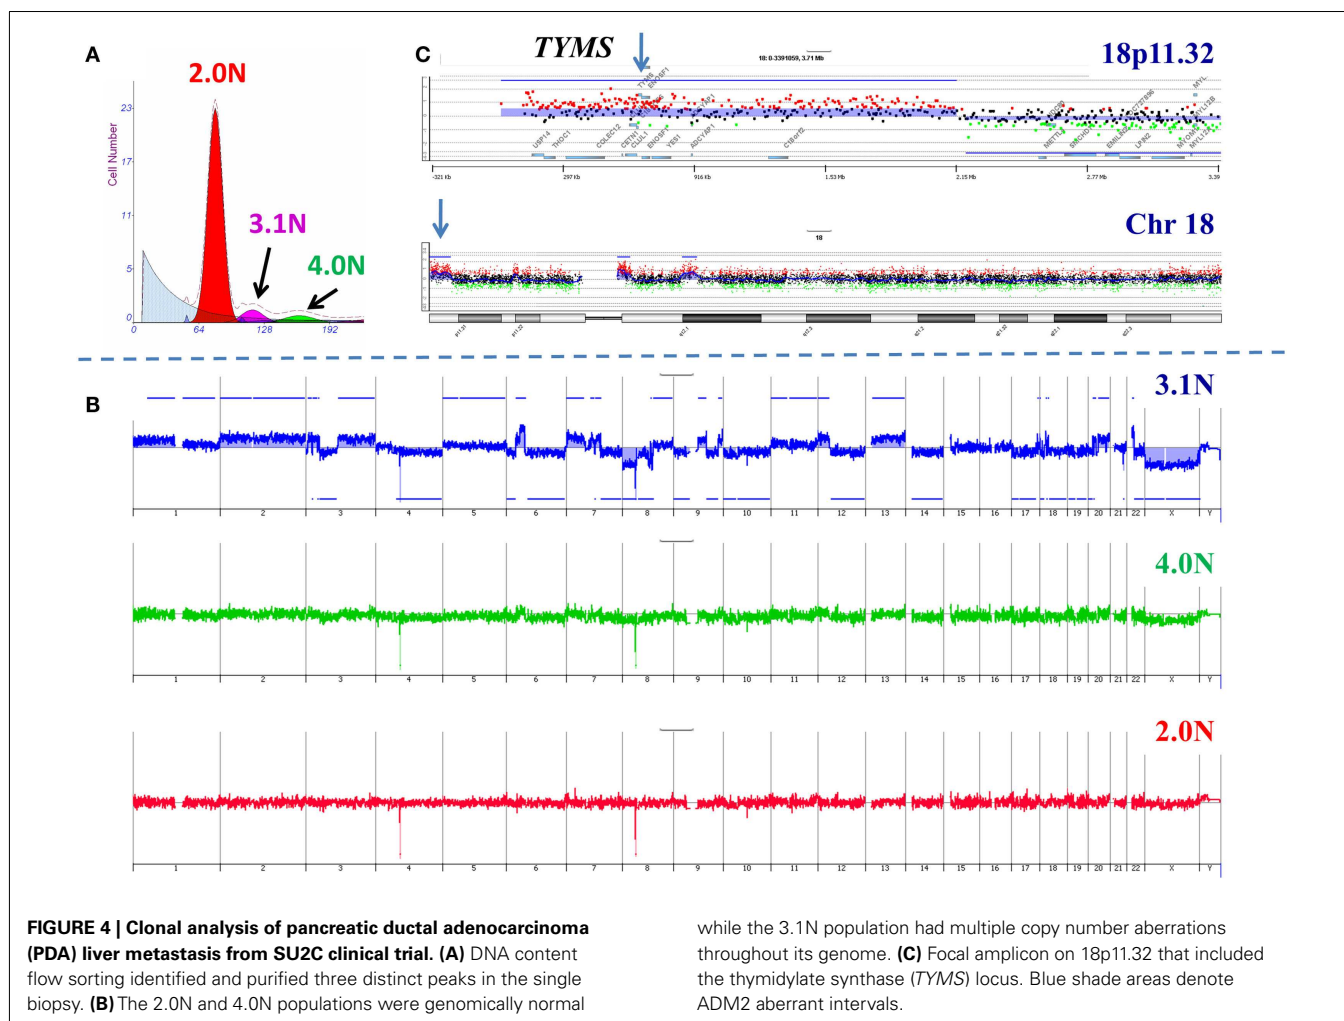 A
2.0N
3.1N
4.0N
Cell Number
23
17
11
5
0
0 64 128 192
C
TYMS
18p11.32
18: 0-3391059, 3.71 Mb
TYMS
ENOSF1
ADCYAP1
MYL12B
USP14
THOC1
COLEC12
CETN1
CLUL1
ENOSF1
YES1
ADCYAP1
C18orf2
METTL4
SMCHD1
EMILIN2
LPIN2
MYOM1
MYL12A
-321 Kb 297 Kb 916 Kb 1.53 Mb 2.15 Mb 2.77 Mb 3.39
Chr 18
18
B
3.1N
1 2 3 4 5 6 7 8 9 10 11 12 13 14 15 16 17 18 19 20 21 22 X Y
4.0N
1 2 3 4 5 6 7 8 9 10 11 12 13 14 15 16 17 18 19 20 21 22 X Y
2.0N
1 2 3 4 5 6 7 8 9 10 11 12 13 14 15 16 17 18 19 20 21 22 X Y
FIGURE 4 | Clonal analysis of pancreatic ductal adenocarcinoma
(PDA) liver metastasis from SU2C clinical trial. (A) DNA content
flow sorting identified and purified three distinct peaks in the single
biopsy. (B) The 2.0N and 4.0N populations were genomically normal
while the 3.1N population had multiple copy number aberrations
throughout its genome. (C) Focal amplicon on 18p11.32 that included
the thymidylate synthase (TYMS) locus. Blue shade areas denote
ADM2 aberrant intervals.